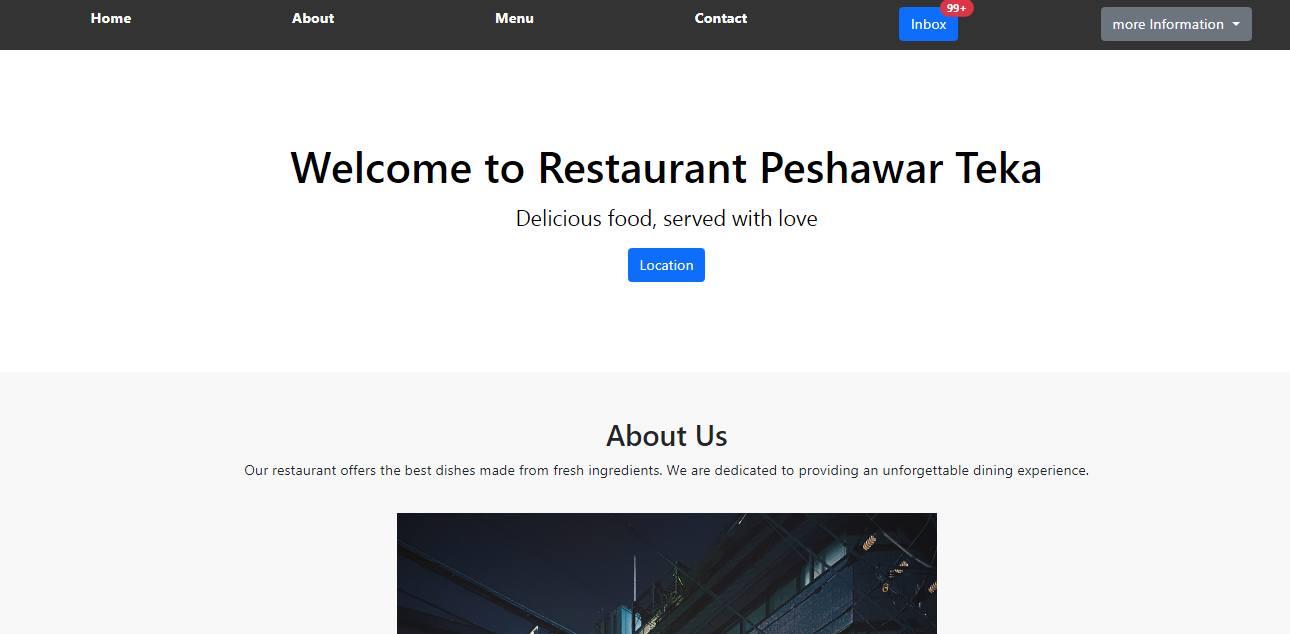 Home About Menu Contact Inbox 99+ more Information
Welcome to Restaurant Peshawar Teka
Delicious food, served with love
Location
About Us
Our restaurant offers the best dishes made from fresh ingredients. We are dedicated to providing an unforgettable dining experience.